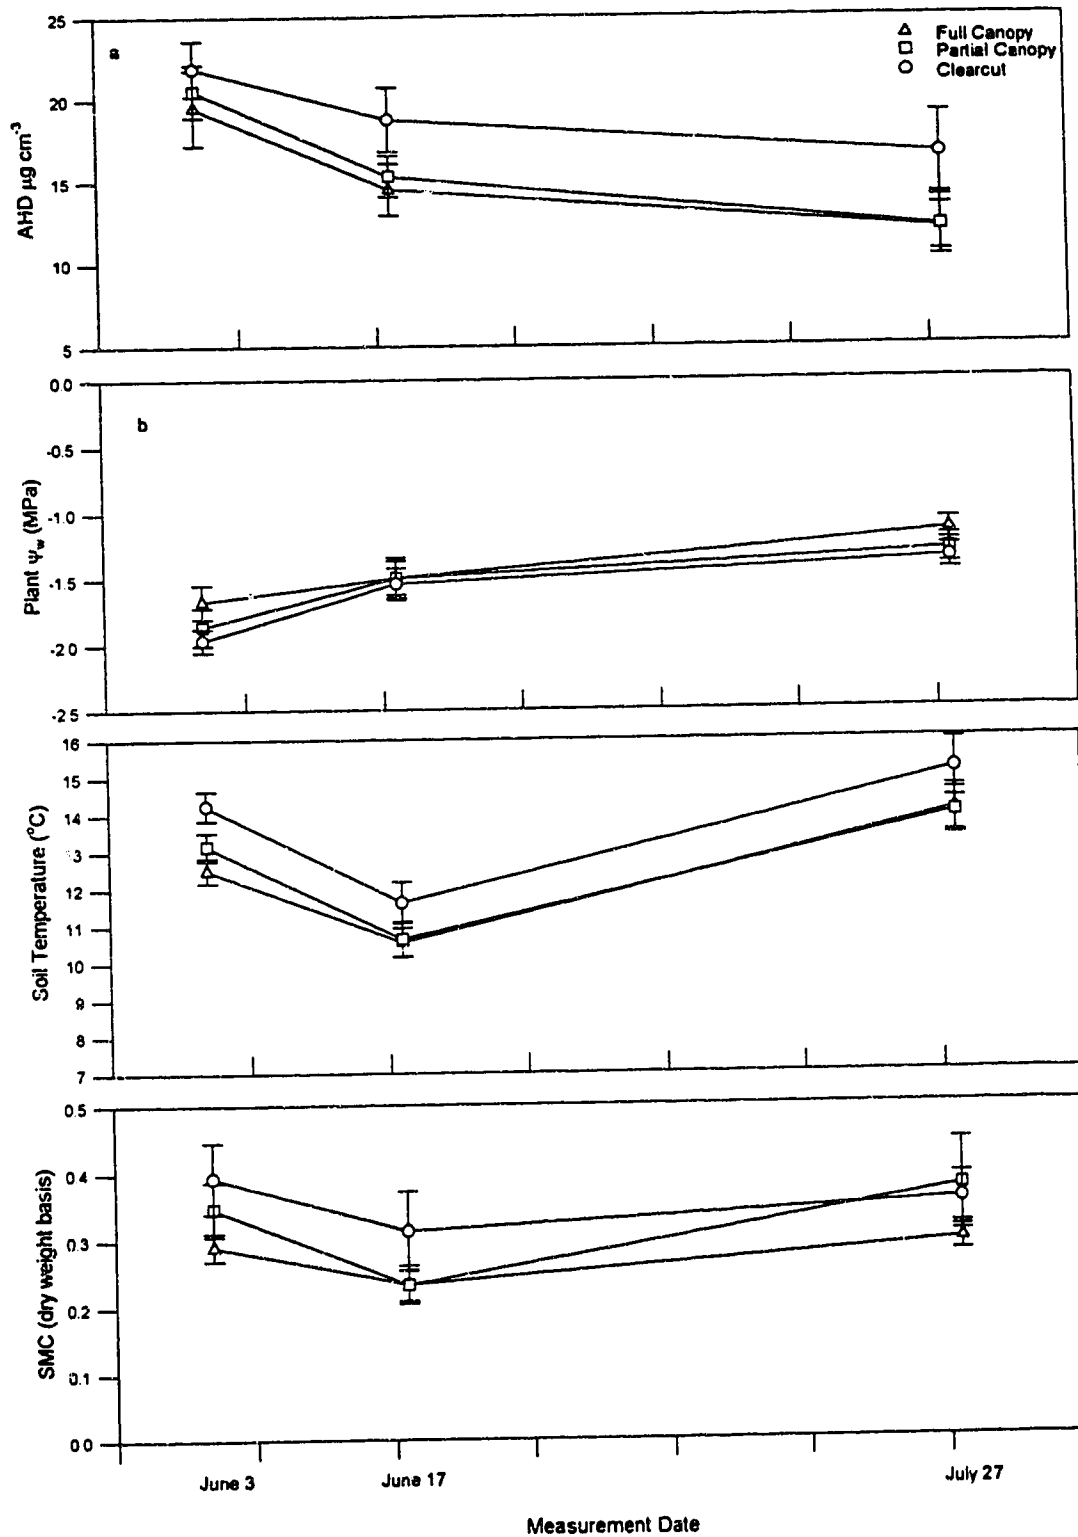 25
20
15
10
5
AHD µg cm⁻³
a
Full Canopy
Partial Canopy
Clearcut
0.0
-0.5
-1.0
-1.5
-2.0
-2.5
Plant ψw (MPa)
b
16
15
14
13
12
11
10
9
8
7
Soil Temperature (°C)
0.5
0.4
0.3
0.2
0.1
0.0
SMC (dry weight basis)
June 3
June 17
July 27
Measurement Date